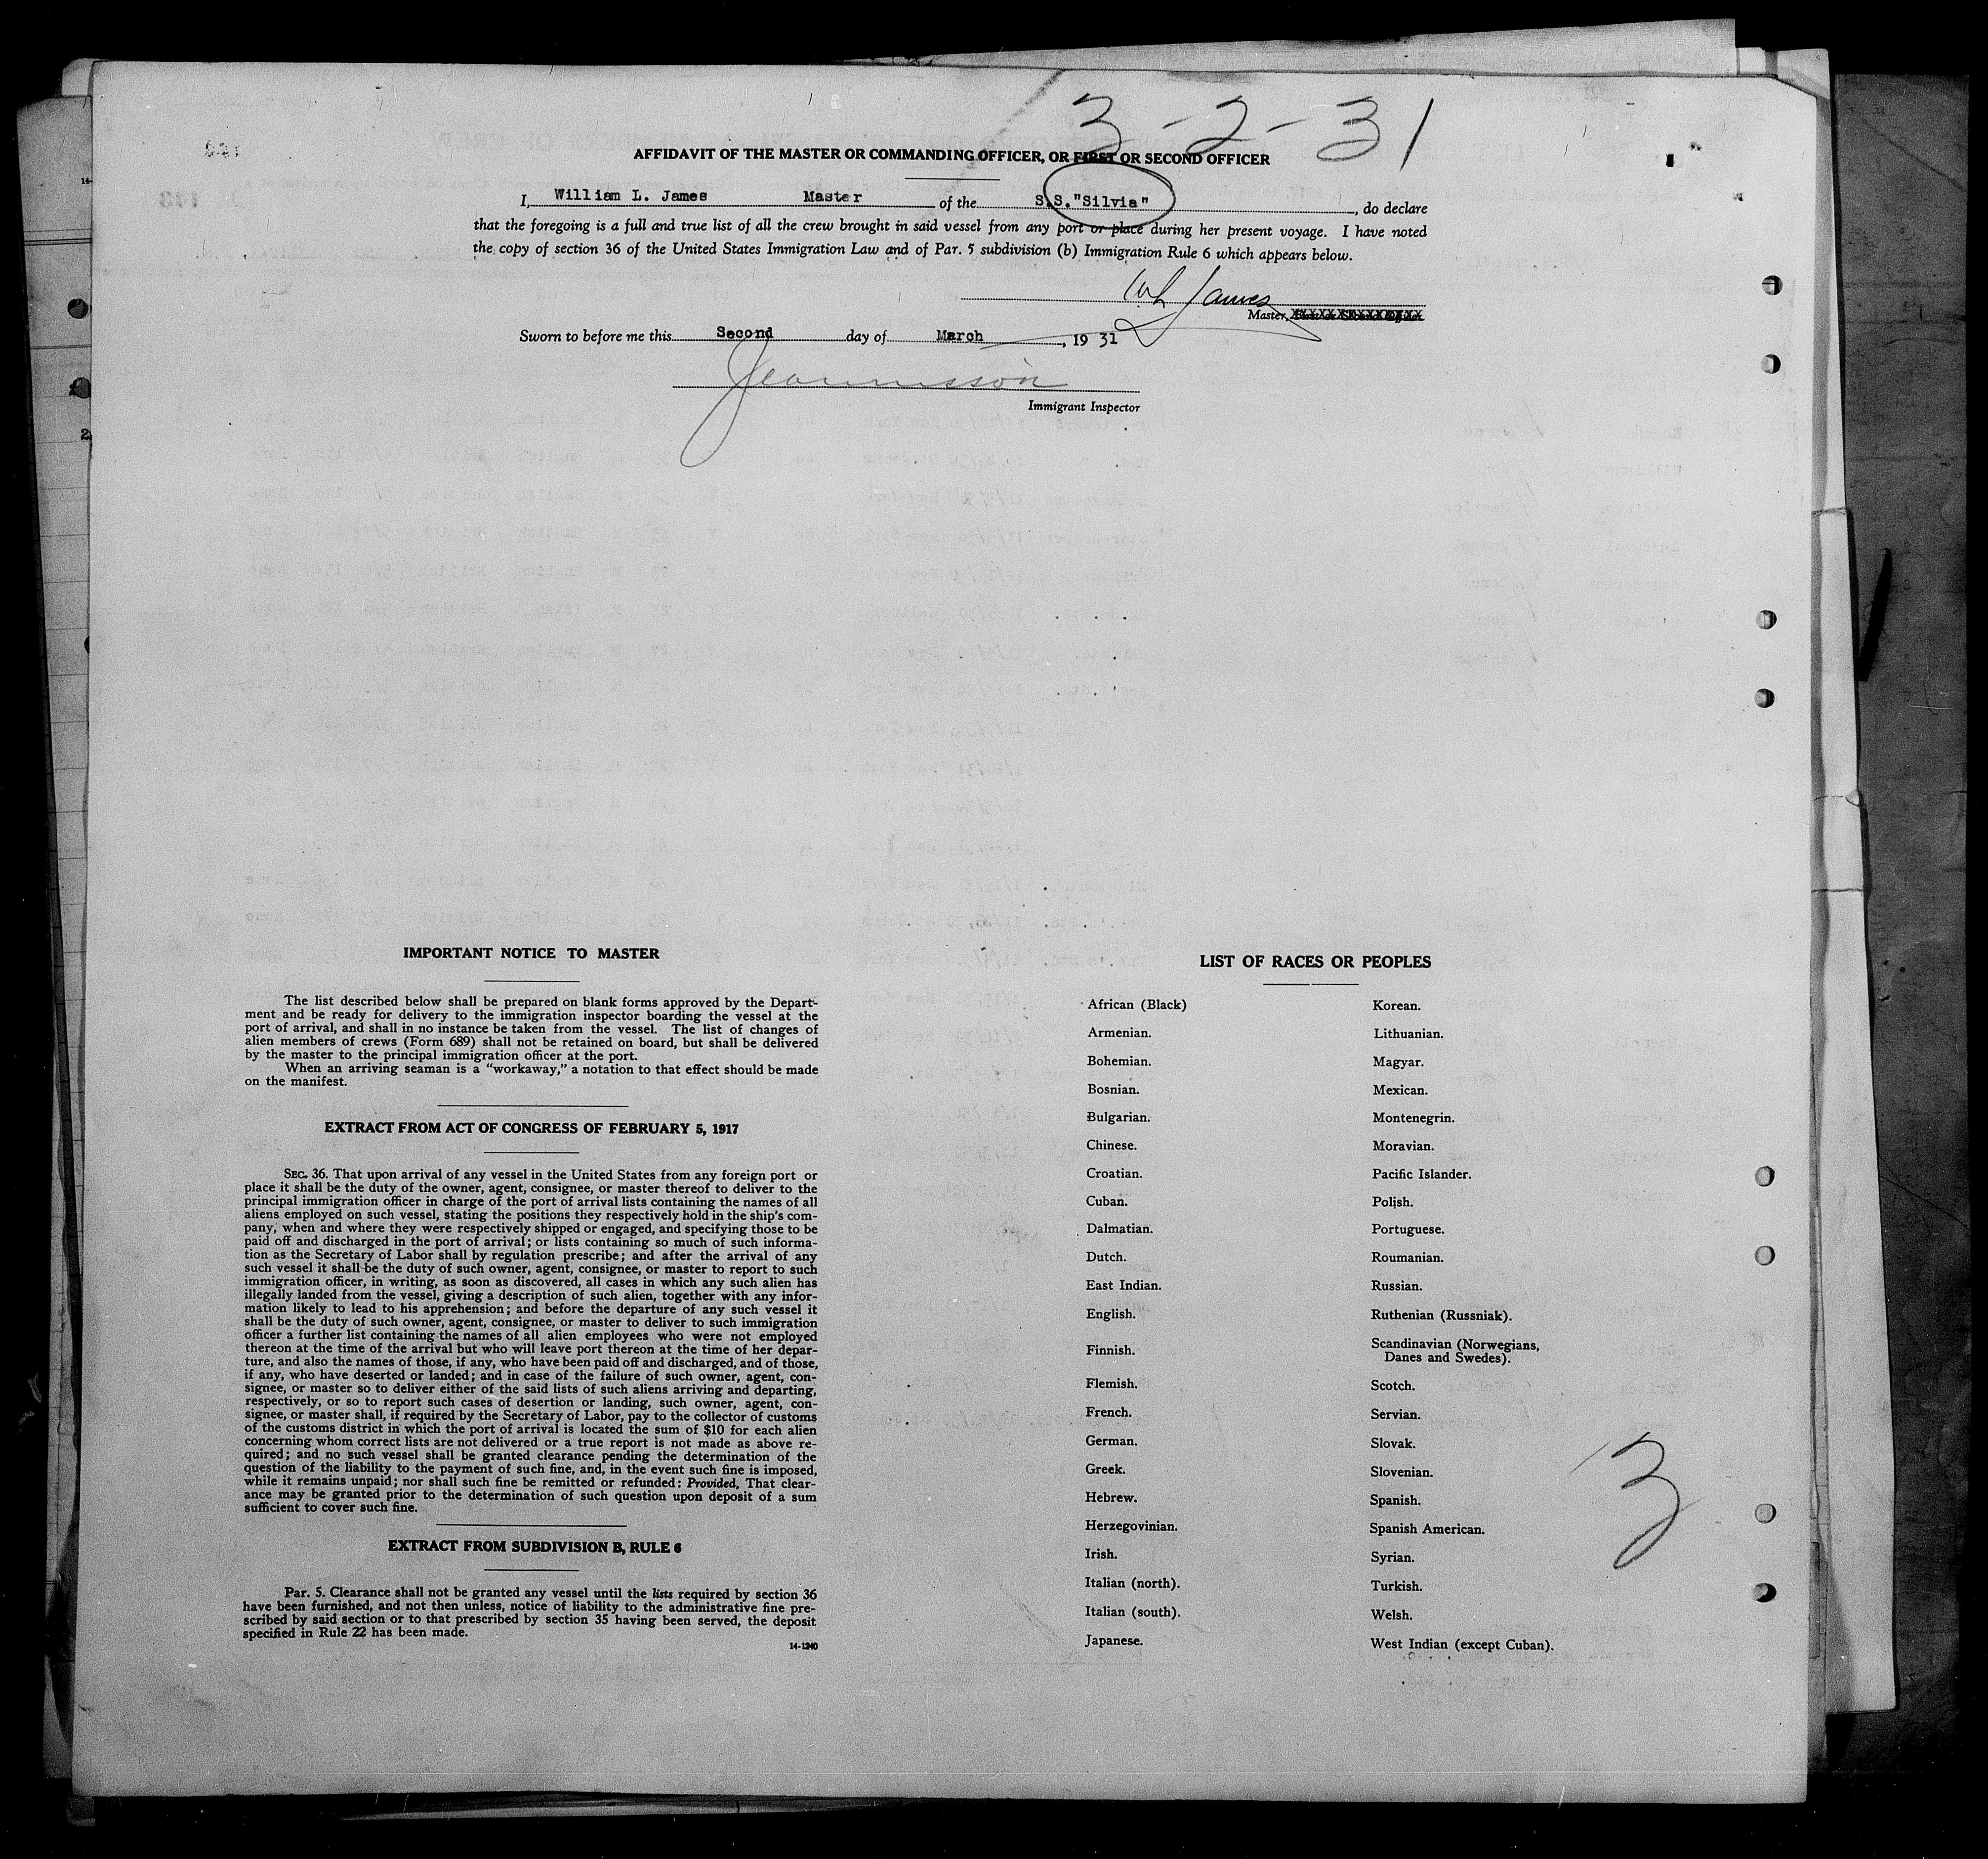 3-2-31
AFFIDAVIT OF THE MASTER OR COMMANDING OFFICER, OR FIRST OR SECOND OFFICER
I, William L. James Master of the S.S."Silvia", do declare
that the foregoing is a full and true list of all the crew brought in said vessel from any port or place during her present voyage. I have noted
the copy of section 36 of the United States Immigration Law and of Par. 5 subdivision (b) Immigration Rule 6 which appears below.
WL James
Master,
Sworn to before me this Second day of March, 1931
Immigrant Inspector
IMPORTANT NOTICE TO MASTER
The list described below shall be prepared on blank forms approved by the Depart-
ment and be ready for delivery to the immigration inspector boarding the vessel at the
port of arrival, and shall in no instance be taken from the vessel. The list of changes of
alien members of crews (Form 689) shall not be retained on board, but shall be delivered
by the master to the principal immigration officer at the port.
When an arriving seaman is a "workaway," a notation to that effect should be made
on the manifest.
EXTRACT FROM ACT OF CONGRESS OF FEBRUARY 5, 1917
SEC. 36. That upon arrival of any vessel in the United States from any foreign port or
place it shall be the duty of the owner, agent, consignee, or master thereof to deliver to the
principal immigration officer in charge of the port of arrival lists containing the names of all
aliens employed on such vessel, stating the positions they respectively hold in the ship's com-
pany, when and where they were respectively shipped or engaged, and specifying those to be
paid off and discharged in the port of arrival; or lists containing so much of such informa-
tion as the Secretary of Labor shall by regulation prescribe; and after the arrival of any
such vessel it shall be the duty of such owner, agent, consignee, or master to report to such
immigration officer, in writing, as soon as discovered, all cases in which any such alien has
illegally landed from the vessel, giving a description of such alien, together with any infor-
mation likely to lead to his apprehension; and before the departure of any such vessel it
shall be the duty of such owner, agent, consignee, or master to deliver to such immigration
officer a further list containing the names of all alien employees who were not employed
thereon at the time of the arrival but who will leave port thereon at the time of her depar-
ture, and also the names of those, if any, who have been paid off and discharged, and of those,
if any, who have deserted or landed; and in case of the failure of such owner, agent, con-
signee, or master so to deliver either of the said lists of such aliens arriving and departing,
respectively, or so to report such cases of desertion or landing, such owner, agent, con-
signee, or master shall, if required by the Secretary of Labor, pay to the collector of customs
of the customs district in which the port of arrival is located the sum of $10 for each alien
concerning whom correct lists are not delivered or a true report is not made as above re-
quired; and no such vessel shall be granted clearance pending the determination of the
question of the liability to the payment of such fine, and, in the event such fine is imposed,
while it remains unpaid; nor shall such fine be remitted or refunded: Provided, That clear-
ance may be granted prior to the determination of such question upon deposit of a sum
sufficient to cover such fine.
EXTRACT FROM SUBDIVISION B, RULE 6
Par. 5. Clearance shall not be granted any vessel until the lists required by section 36
have been furnished, and not then unless, notice of liability to the administrative fine pre-
scribed by said section or to that prescribed by section 35 having been served, the deposit
specified in Rule 22 has been made.
14-1240
LIST OF RACES OR PEOPLES
African (Black)
Armenian.
Bohemian.
Bosnian.
Bulgarian.
Chinese.
Croatian.
Cuban.
Dalmatian.
Dutch.
East Indian.
English.
Finnish.
Flemish.
French.
German.
Greek.
Hebrew.
Herzegovinian.
Irish.
Italian (north).
Italian (south).
Japanese.
Korean.
Lithuanian.
Magyar.
Mexican.
Montenegrin.
Moravian.
Pacific Islander.
Polish.
Portuguese.
Roumanian.
Russian.
Ruthenian (Russniak).
Scandinavian (Norwegians,
Danes and Swedes).
Scotch.
Servian.
Slovak.
Slovenian.
Spanish.
Spanish American.
Syrian.
Turkish.
Welsh.
West Indian (except Cuban).
3